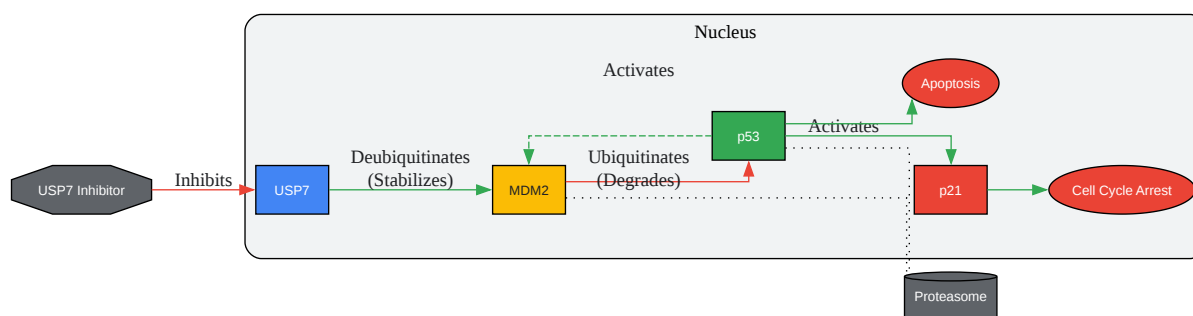 Nucleus
Activates
Apoptosis
p53
Activates
USP7 Inhibitor
Inhibits
USP7
Deubiquitinates
(Stabilizes)
MDM2
Ubiquitinates
(Degrades)
p21
Cell Cycle Arrest
Proteasome